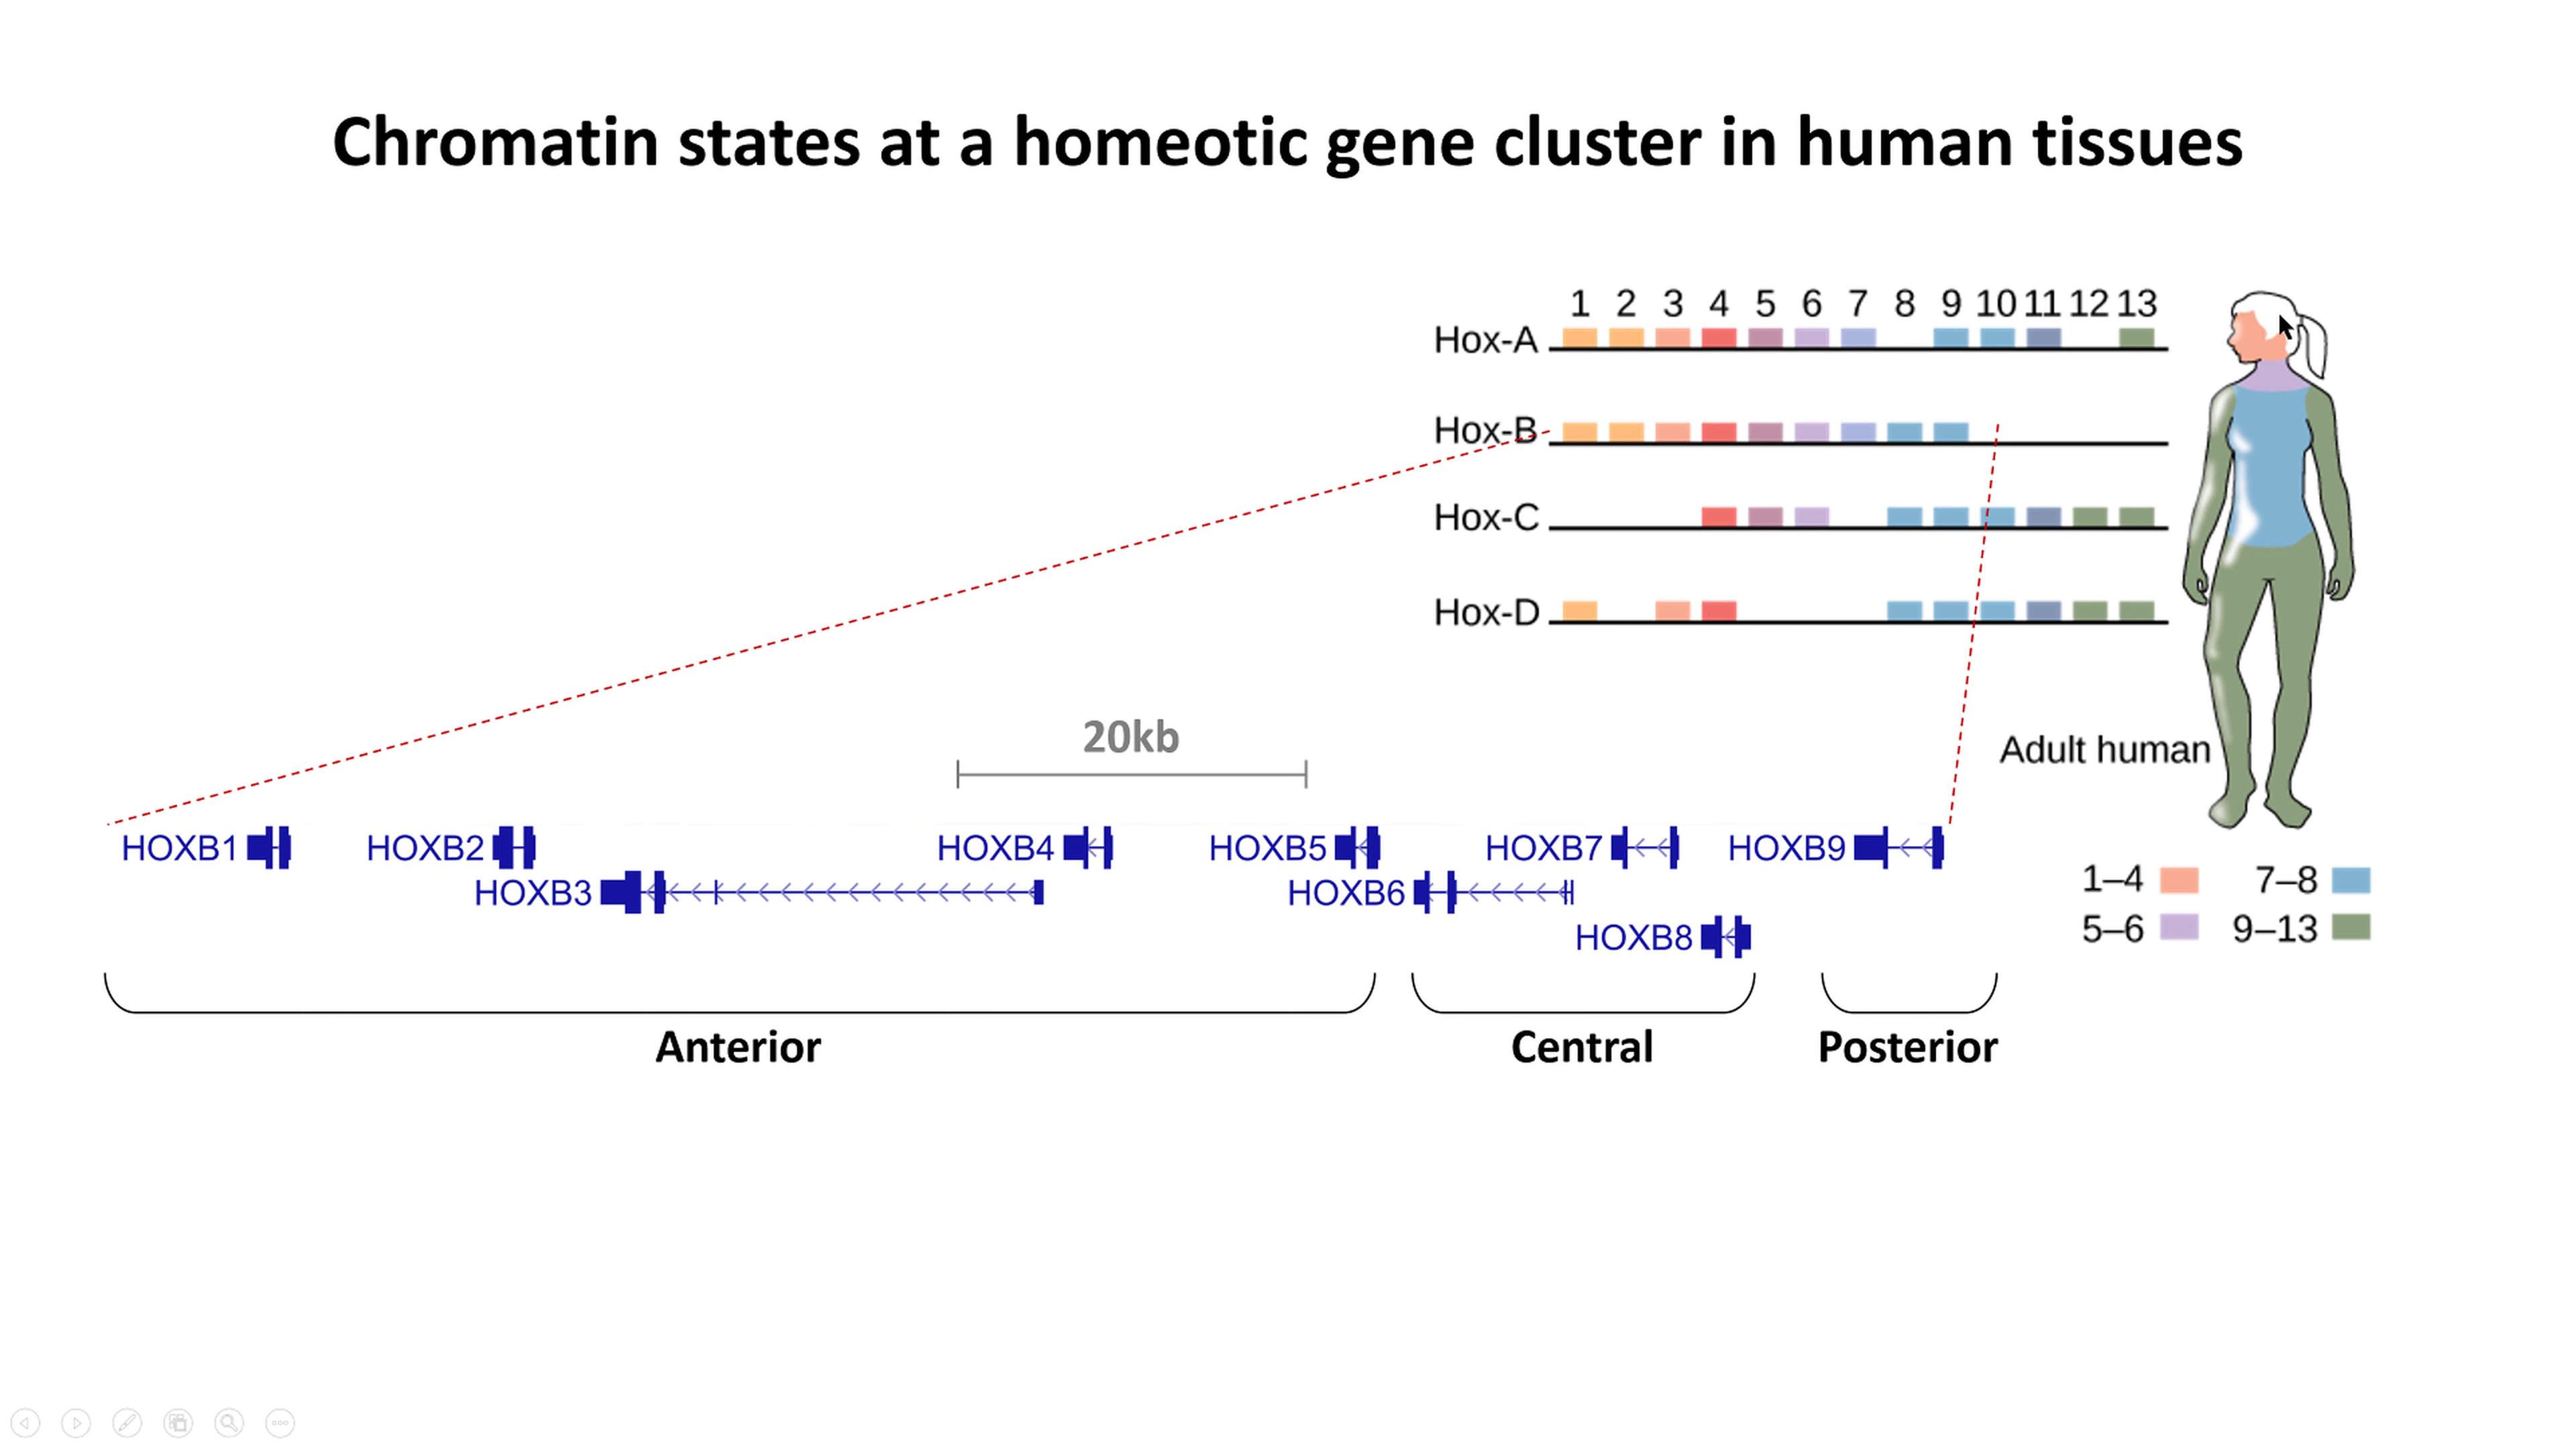 Chromatin states at a homeotic gene cluster in human tissues
1 2 3 4 5 6 7 8 9 10 11 12 13
Hox-A
Hox-B
Hox-C
Hox-D
Adult human
20kb
HOXB1 HOXB2 HOXB4 HOXB5 HOXB7 HOXB9
HOXB3 HOXB6
HOXB8
1–4 7–8
5–6 9–13
Anterior Central Posterior